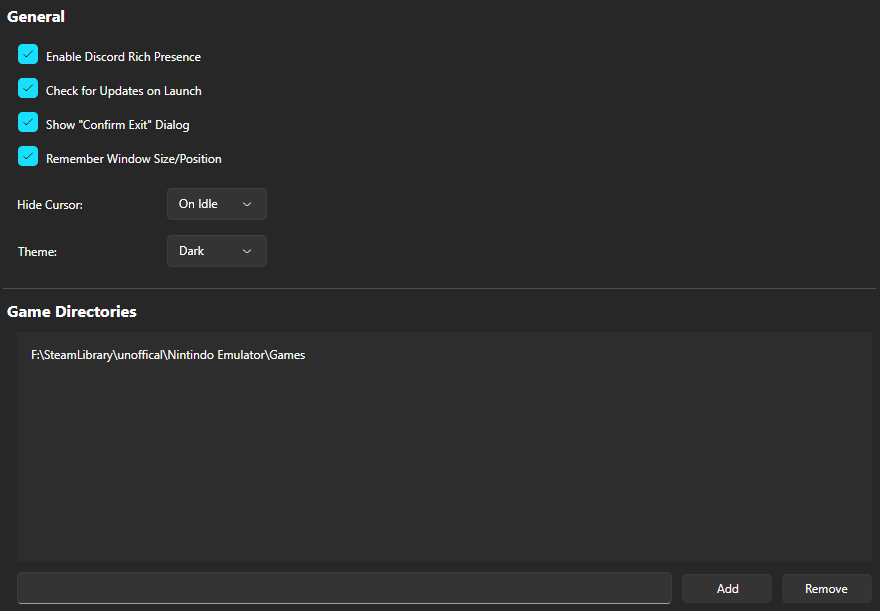 General
Enable Discord Rich Presence
Check for Updates on Launch
Show "Confirm Exit" Dialog
Remember Window Size/Position
Hide Cursor: On Idle
Theme: Dark
Game Directories
F:\SteamLibrary\unoffical\Nintindo Emulator\Games
Add Remove